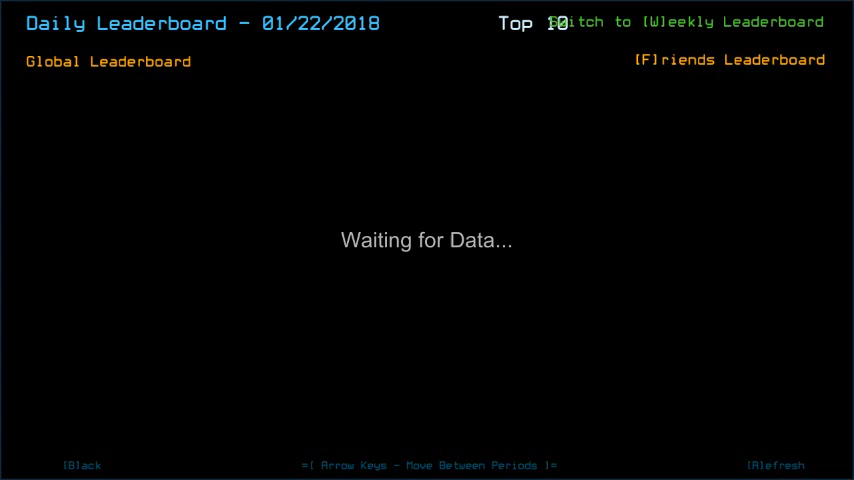 Daily Leaderboard - 01/22/2018
Top 10
Switch to [W]eekly Leaderboard
Global Leaderboard
[F]riends Leaderboard
Waiting for Data...
[B]ack
=[ Arrow Keys - Move Between Periods ]=
[R]efresh